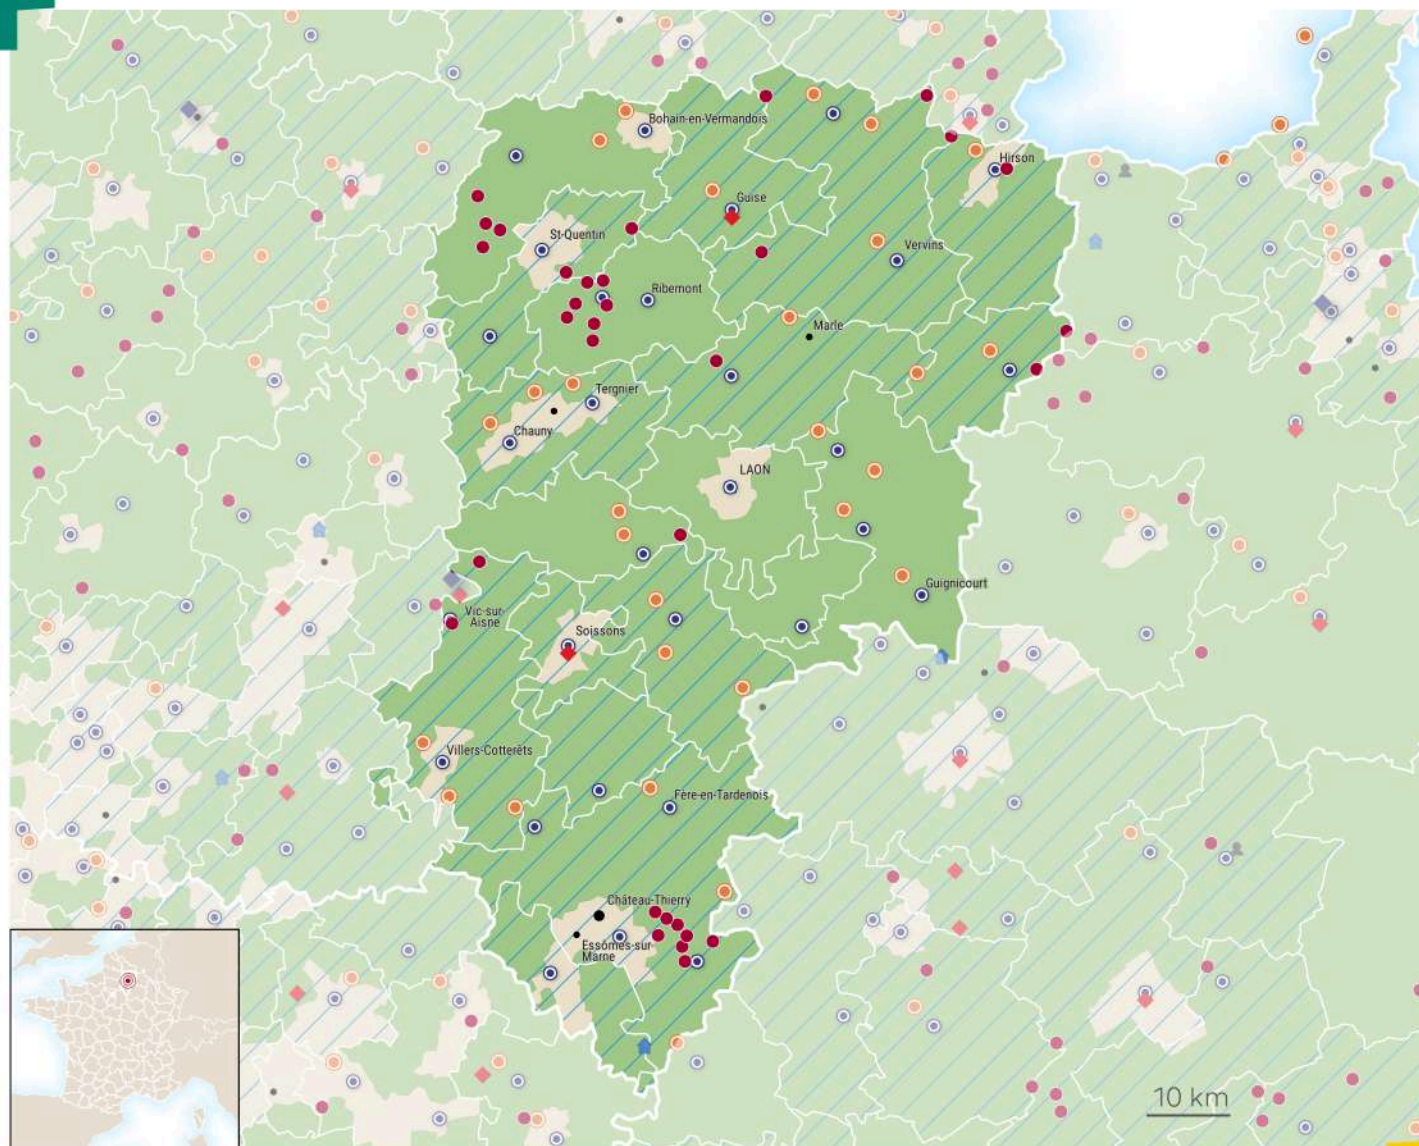 Bohain-en-Vermandois
Hirson
Guise
St-Quentin
Vervins
Ribemont
Marle
Tergnier
Chauny
LAON
Guignicourt
Vic-sur-
Aisne
Soissons
Villers-Cotterêts
Fère-en-Tardenois
Château-Thierry
Essômes-sur-
Marne
10 km